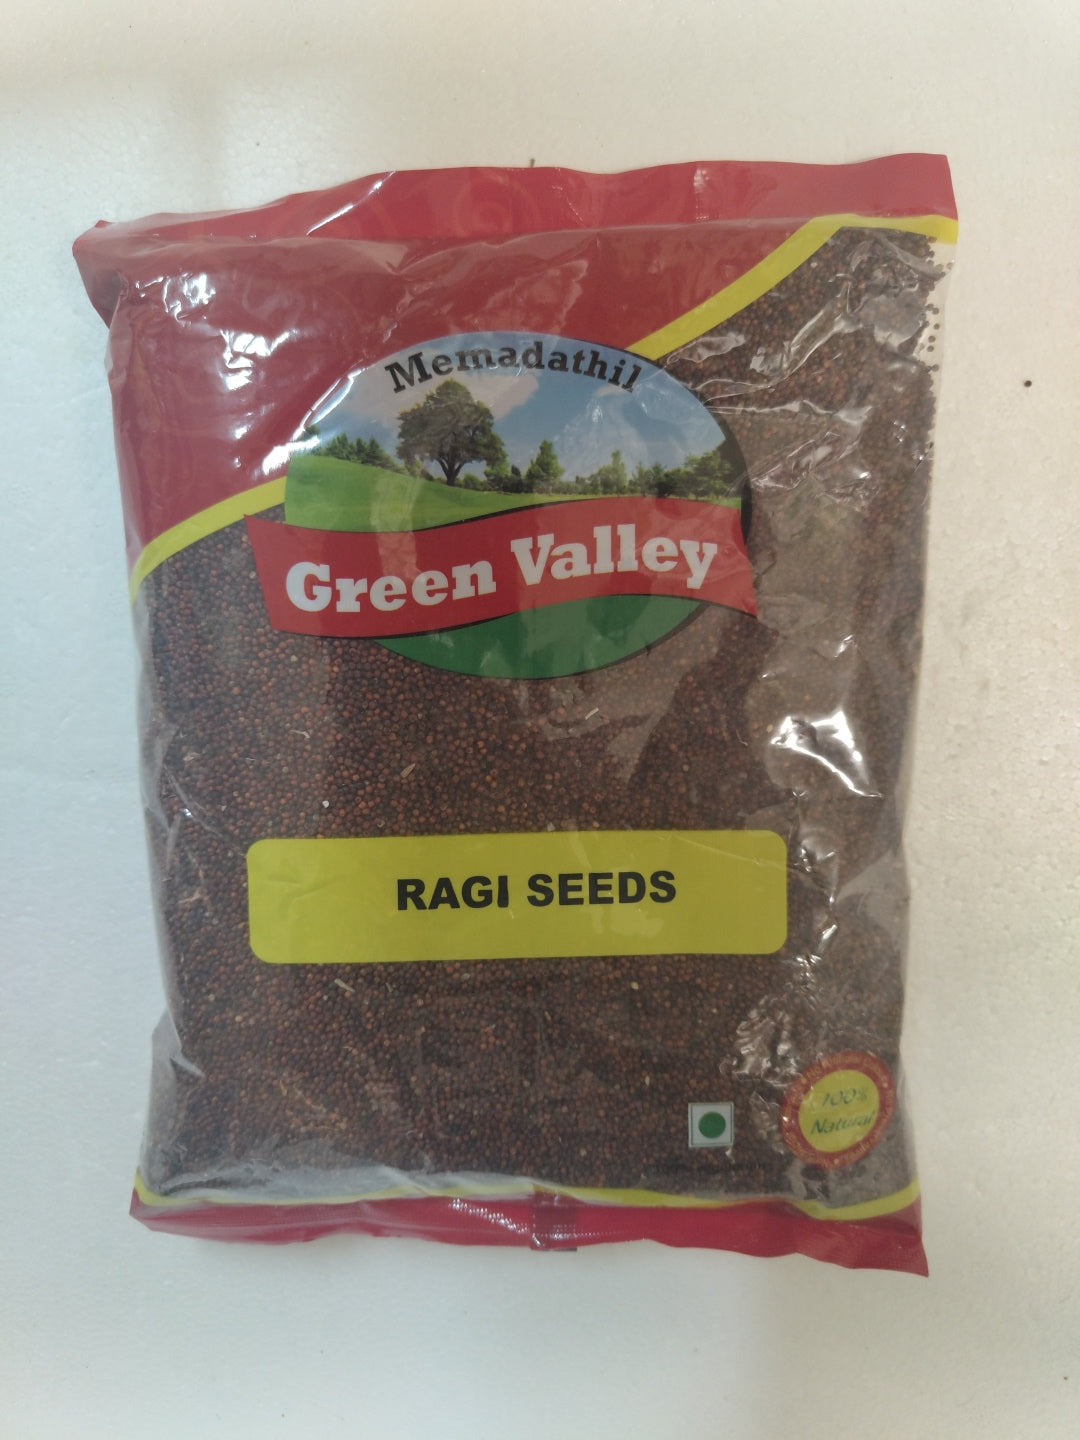 Memadathil
Green Valley
RAGI SEEDS
100%
Natural